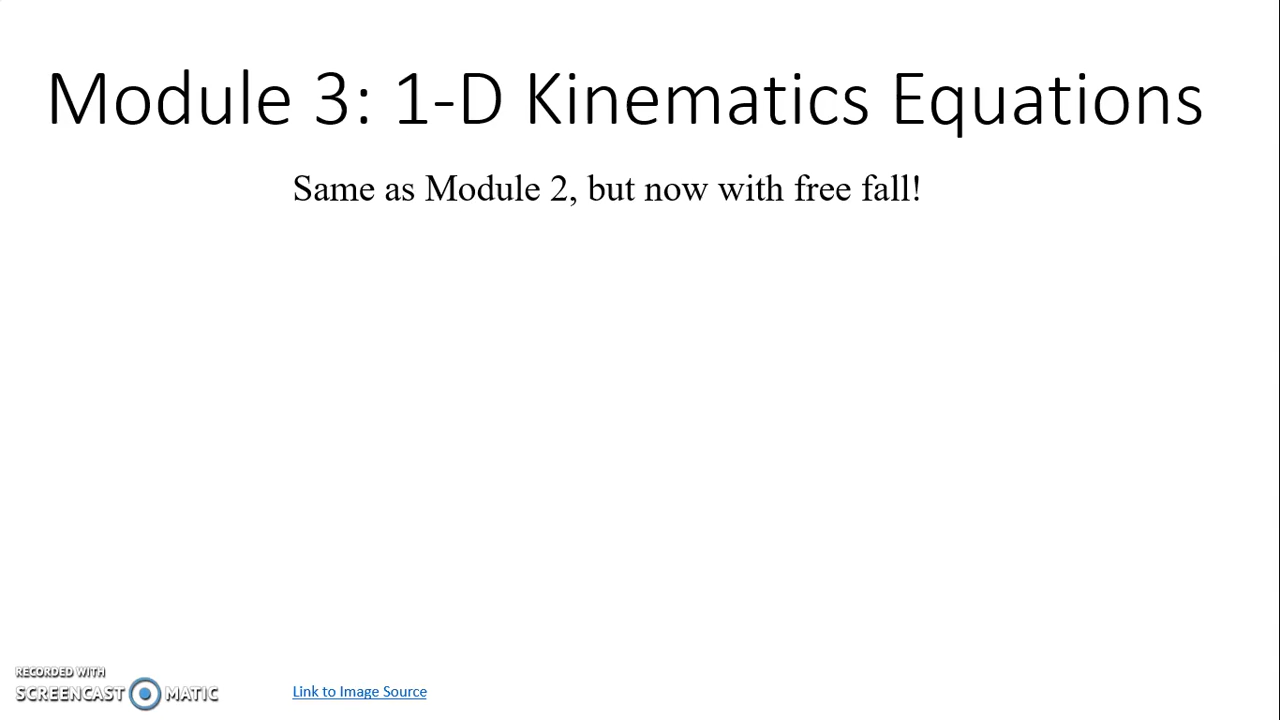 Module 3: 1-D Kinematics Equations
Same as Module 2, but now with free fall!
RECORDED WITH
SCREENCAST MATIC
Link to Image Source